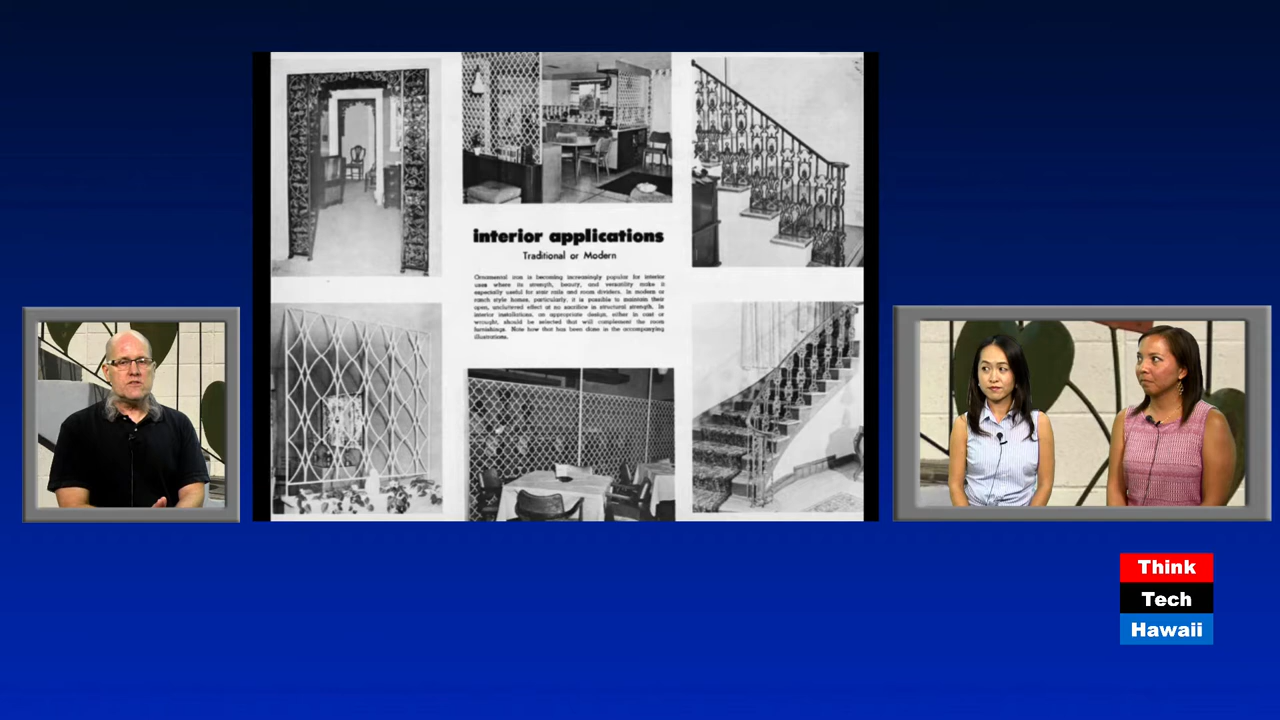 interior applications
Traditional or Modern
Ornamental iron is becoming increasingly popular for interior
uses where its strength, beauty, and versatility make it
especially useful for stair rails and room dividers. In modern or
ranch style homes, particularly, it is possible to maintain their
open, uncluttered effect at no sacrifice in structural strength. In
interior installations, an appropriate design, either in cast or
wrought, should be selected that will complement the room
furnishings. Note how that has been done in the accompanying
illustrations.
Think
Tech
Hawaii